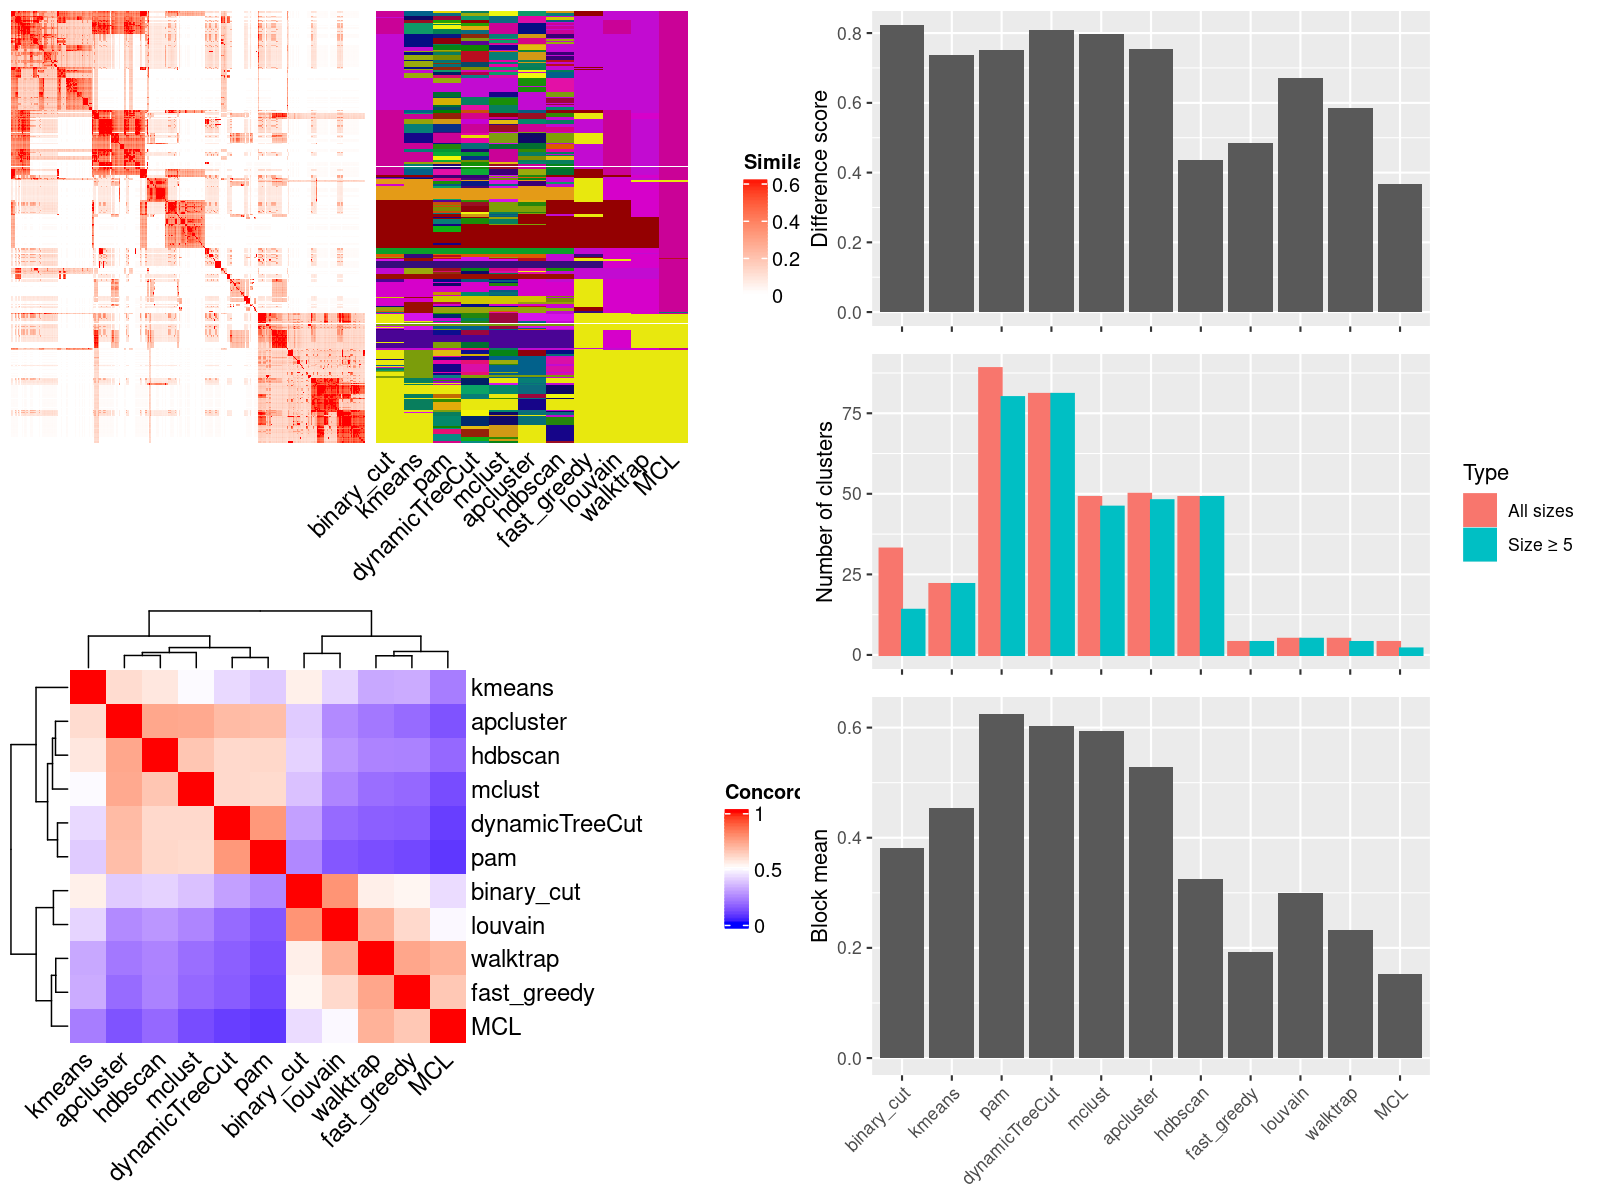 Simila
0.6
0.4
0.2
0
binary_cut
kmeans
pam
dynamicTreeCut
mclust
apcluster
hdbscan
fast_greedy
louvain
walktrap
MCL
kmeans
apcluster
hdbscan
mclust
dynamicTreeCut
pam
binary_cut
louvain
walktrap
fast_greedy
MCL
Concord
1
0.5
0
kmeans
apcluster
hdbscan
mclust
dynamicTreeCut
pam
binary_cut
louvain
walktrap
fast_greedy
MCL
Difference score
0.8
0.6
0.4
0.2
0.0
Number of clusters
75
50
25
0
Type
All sizes
Size ≥ 5
Block mean
0.6
0.4
0.2
0.0
binary_cut
kmeans
pam
dynamicTreeCut
mclust
apcluster
hdbscan
fast_greedy
louvain
walktrap
MCL